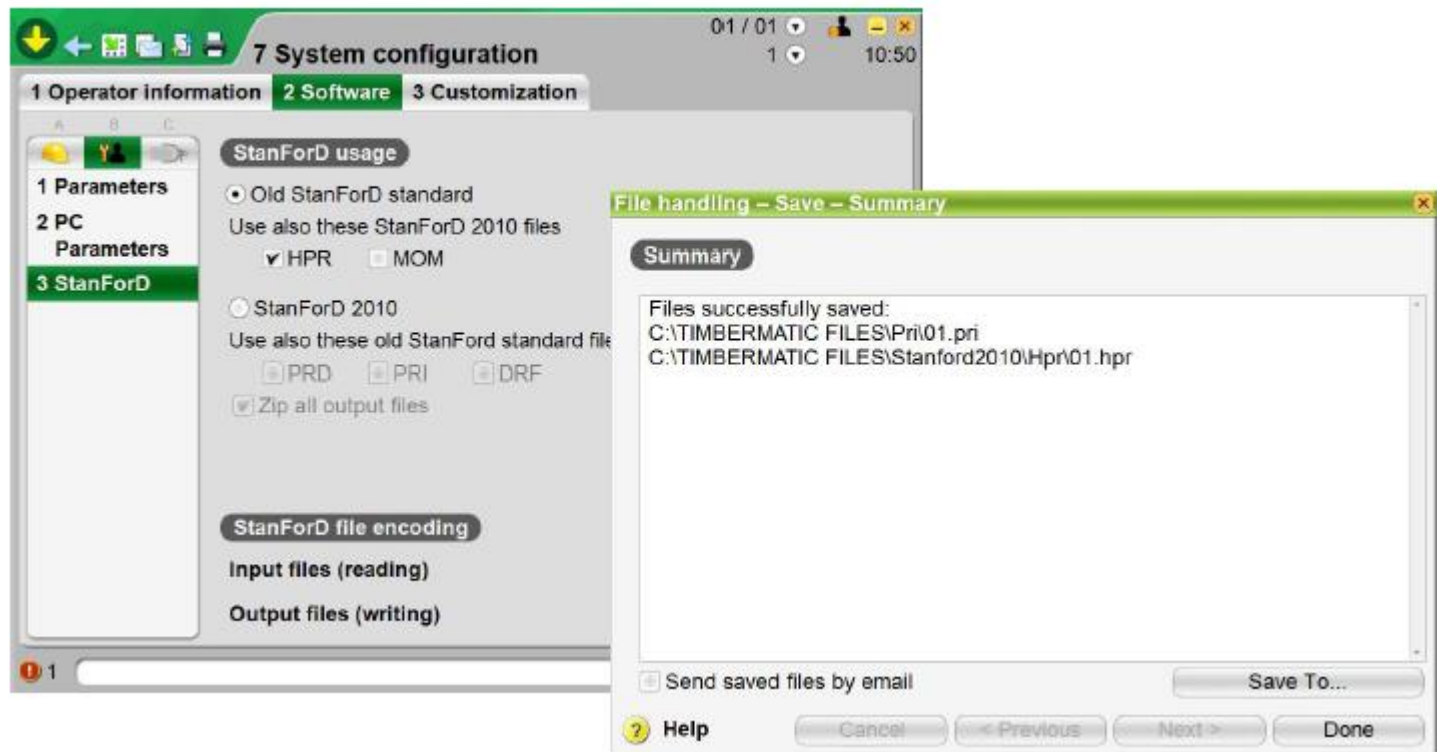 01 / 01
7 System configuration
1
10:50
1 Operator information 2 Software 3 Customization
A B C
1 Parameters
2 PC
Parameters
3 StanForD
StanForD usage
Old StanForD standard
Use also these StanForD 2010 files
HPR MOM
StanForD 2010
Use also these old StanFord standard file
PRD PRI DRF
Zip all output files
StanForD file encoding
Input files (reading)
Output files (writing)
1
File handling – Save – Summary
Summary
Files successfully saved:
C:\TIMBERMATIC FILES\Pri\01.pri
C:\TIMBERMATIC FILES\Stanford2010\Hpr\01.hpr
Send saved files by email
Save To...
? Help
Cancel < Previous Next > Done